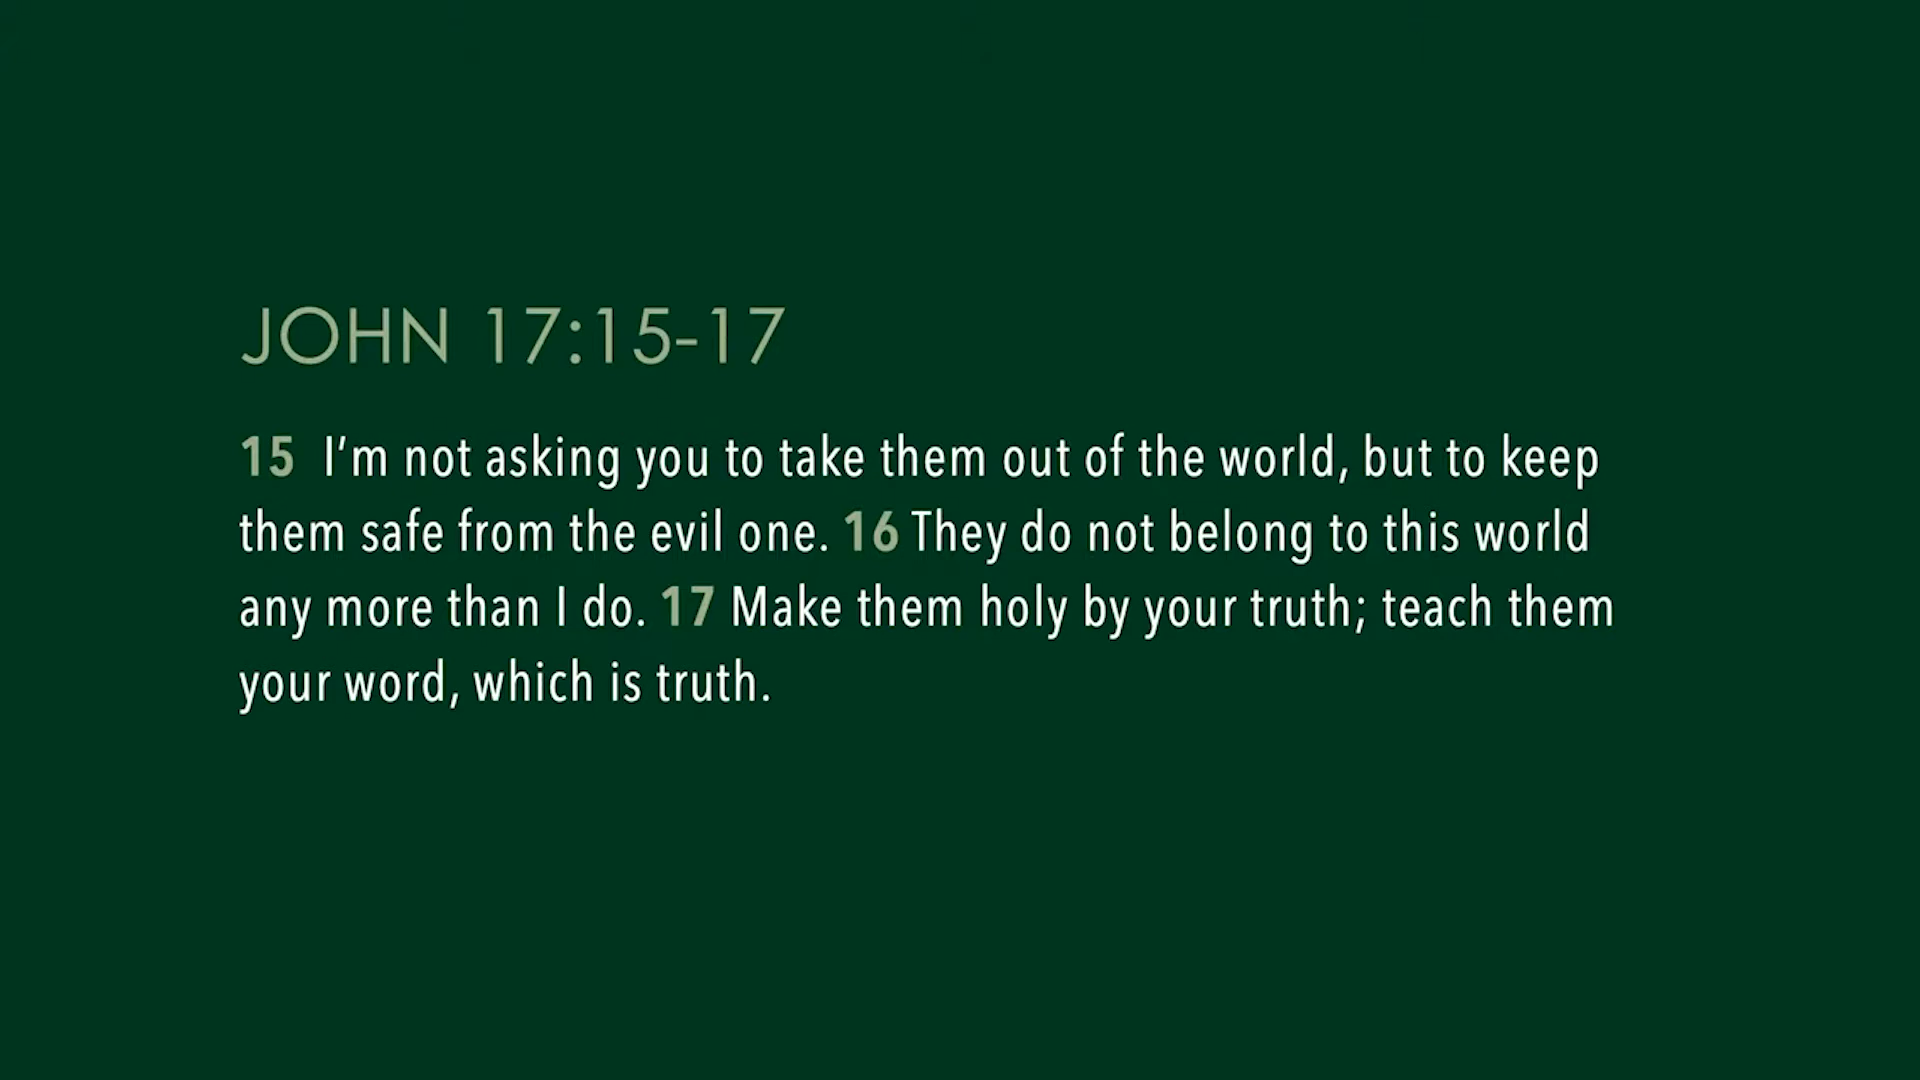 JOHN 17:15-17
15 I’m not asking you to take them out of the world, but to keep
them safe from the evil one. 16 They do not belong to this world
any more than I do. 17 Make them holy by your truth; teach them
your word, which is truth.